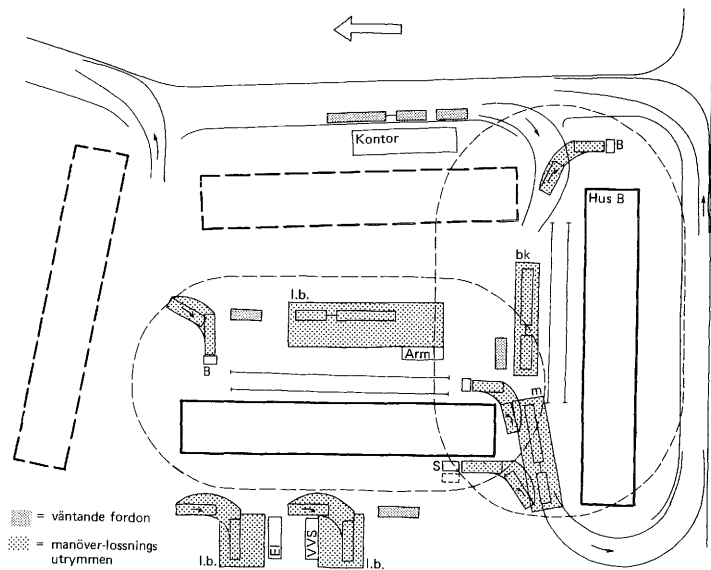 Kontor
B
Hus B
bk
l.b.
Arm
B
m
S
= väntande fordon
= manöver-lossnings
utrymmen
l.b.
El
VVS
l.b.